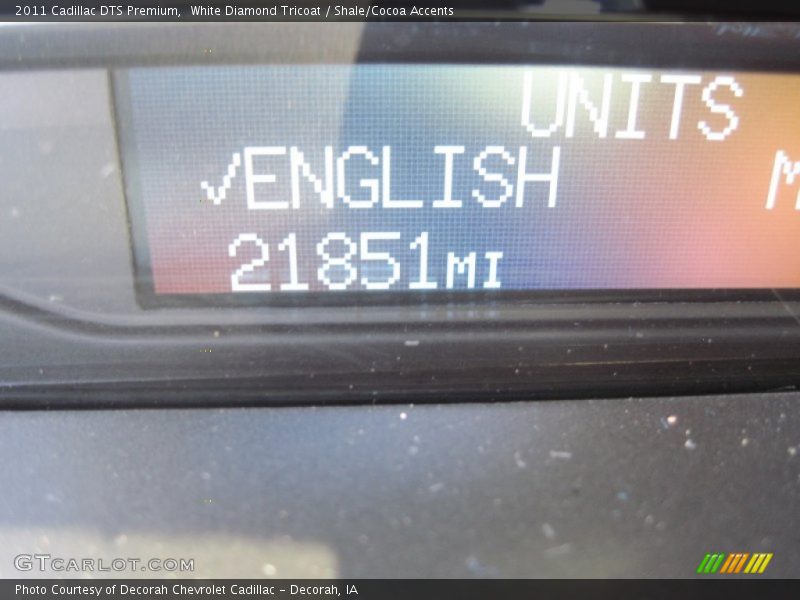 2011 Cadillac DTS Premium, White Diamond Tricoat / Shale/Cocoa Accents
UNITS
✓ENGLISH
21851MI
GTCARLOT.COM
Photo Courtesy of Decorah Chevrolet Cadillac - Decorah, IA